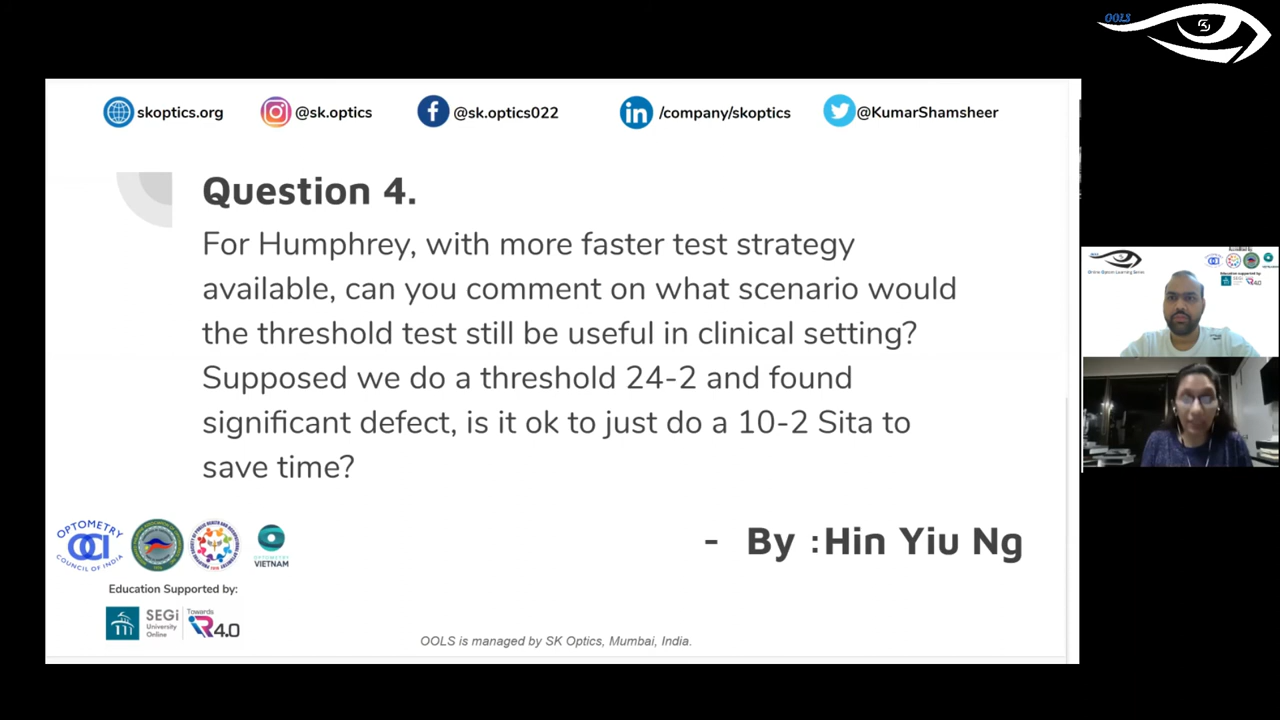 OOLS
skoptics.org
@sk.optics
@sk.optics022
/company/skoptics
@KumarShamsheer
Question 4.
For Humphrey, with more faster test strategy
available, can you comment on what scenario would
the threshold test still be useful in clinical setting?
Supposed we do a threshold 24-2 and found
significant defect, is it ok to just do a 10-2 Sita to
save time?
- By :Hin Yiu Ng
OPTOMETRY
OCI
COUNCIL OF INDIA
OPTOMETRY
VIETNAM
Education Supported by:
SEGi
University
Online
Towards
iR4.0
OOLS is managed by SK Optics, Mumbai, India.